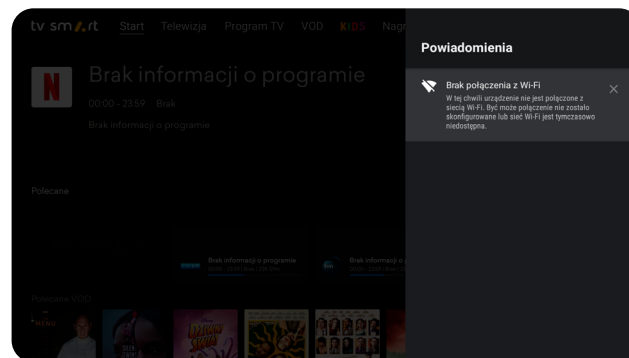 tv smart Start Telewizja Program TV VOD KIDS Nagr
Powiadomienia
Brak połączenia z Wi-Fi
W tej chwili urządzenie nie jest połączone z
siecią Wi-Fi. Być może połączenie nie zostało
skonfigurowane lub sieć Wi-Fi jest tymczasowo
niedostępna.
N
Brak informacji o programie
00:00 - 23:59 Brak
Brak informacji o programie
Polecane
Brak informacji o programie
Brak informacji o
Polecane VOD
MENU